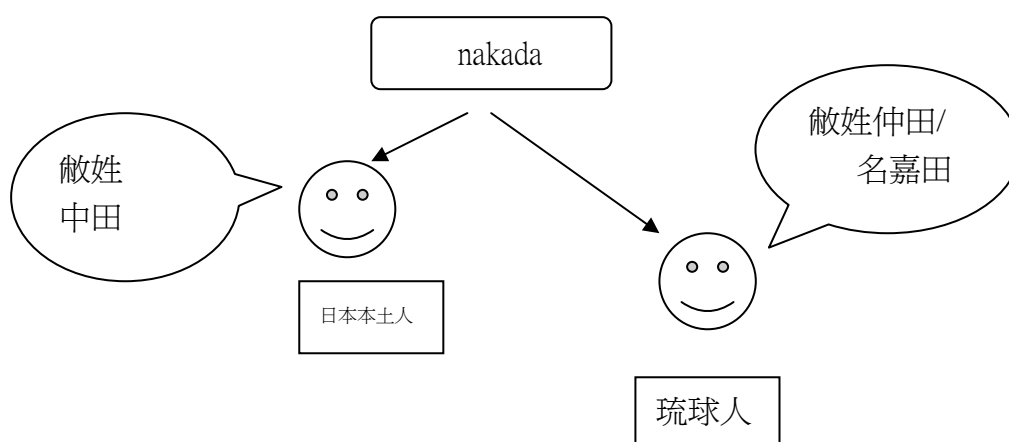 nakada
敝姓
中田
敝姓仲田/
名嘉田
日本本土人
琉球人